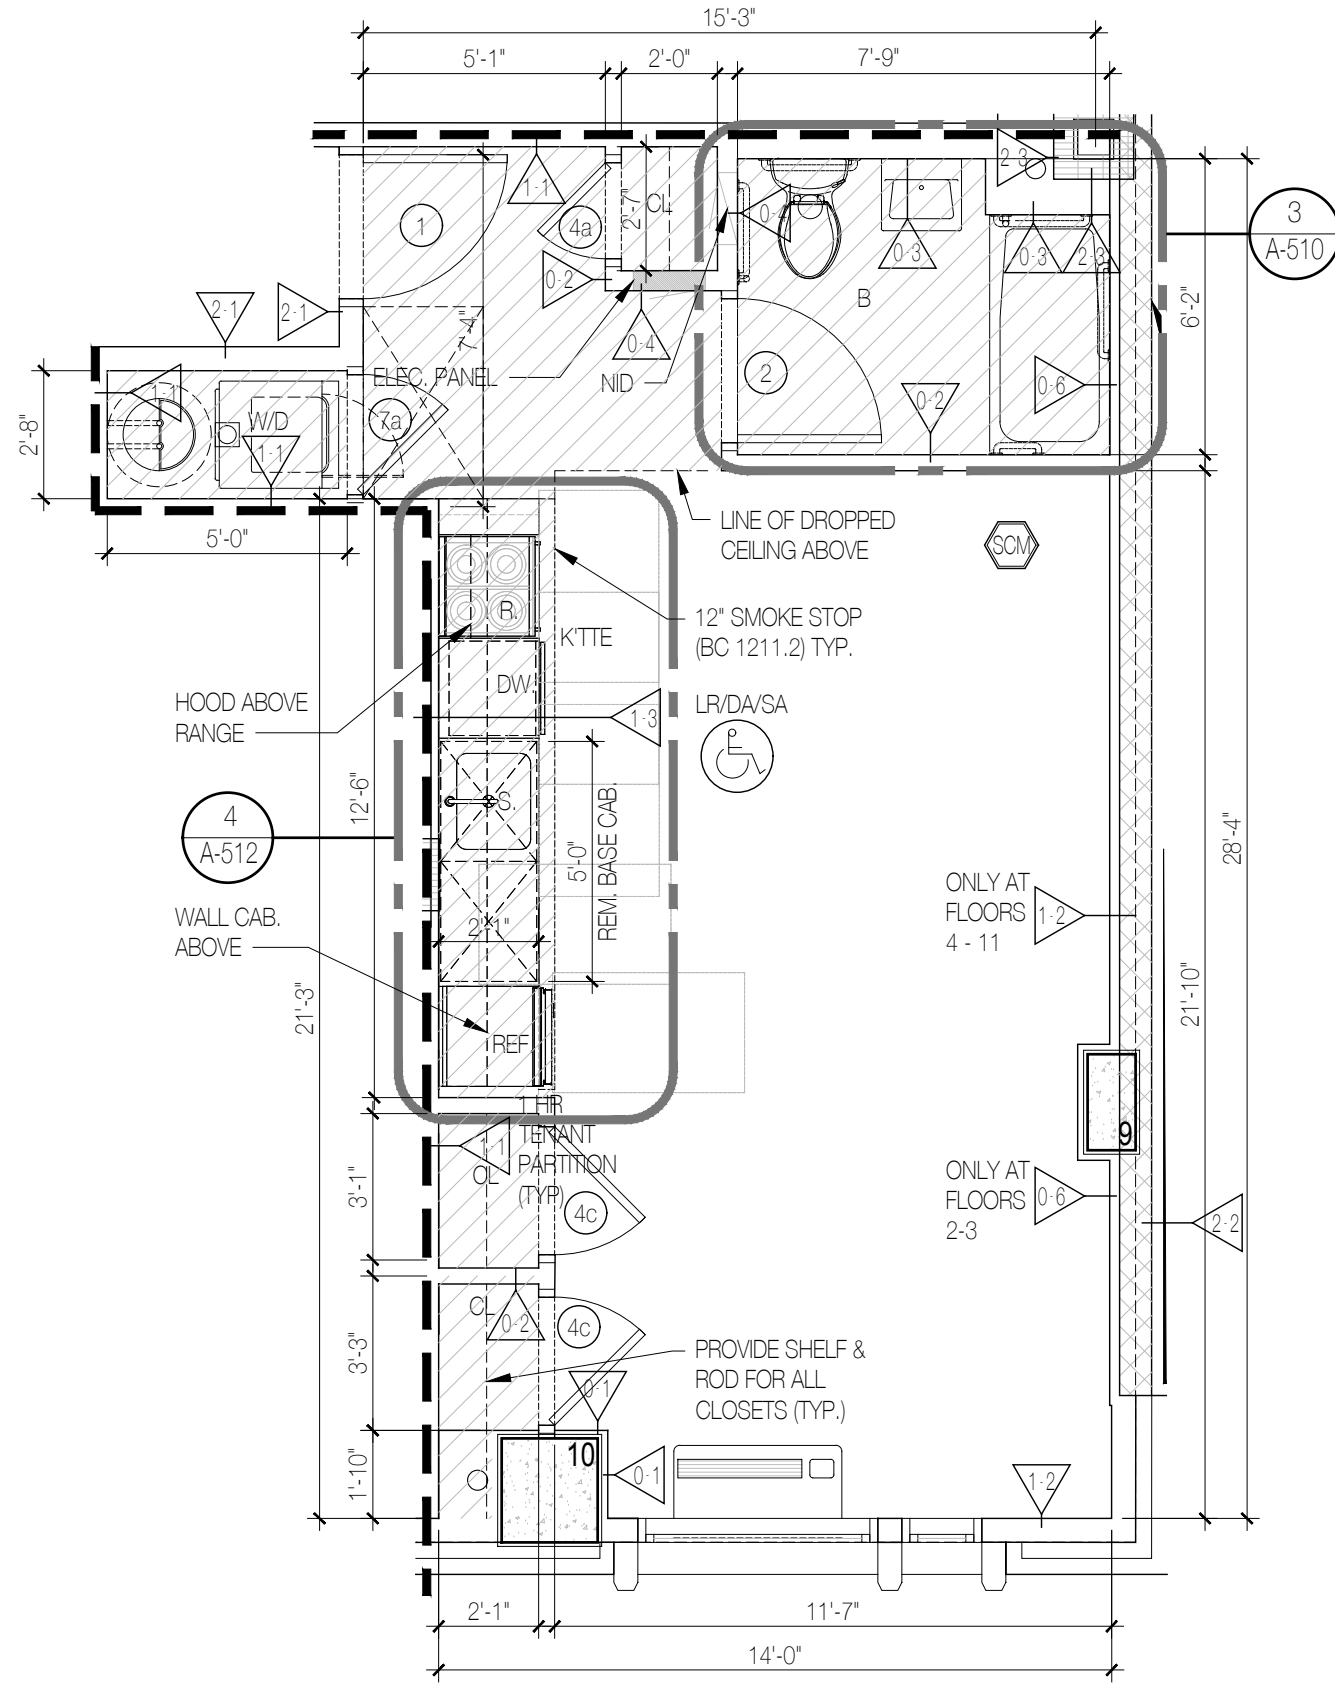 15'-3"
5'-1"
2'-0"
7'-9"
2-3
1-1
1
4a
2'-7"
CL
0-4
0-3
0-3
2-3
3
A-510
0-2
B
2-1
2-1
7'-4"
0-4
6'-2"
ELEC. PANEL
NID
2
0-6
0-2
1-1
W/D
7a
2'-8"
1-1
5'-0"
LINE OF DROPPED
CEILING ABOVE
SCM
R.
K'TTE
12" SMOKE STOP
(BC 1211.2) TYP.
HOOD ABOVE
RANGE
DW.
1-3
LR/DA/SA
12'-6"
S.
4
A-512
5'-0"
REM. BASE CAB.
28'-4"
ONLY AT
FLOORS
4 - 11
1-2
WALL CAB.
ABOVE
2'-1"
21'-3"
21'-10"
REF
1 HR
TENANT
PARTITION
(TYP)
1-1
9
CL
3'-1"
4c
ONLY AT
FLOORS
2-3
0-6
2-2
CL
0-2
4c
3'-3"
PROVIDE SHELF &
ROD FOR ALL
CLOSETS (TYP.)
0-1
10
0-1
1'-10"
1-2
2'-1"
11'-7"
14'-0"